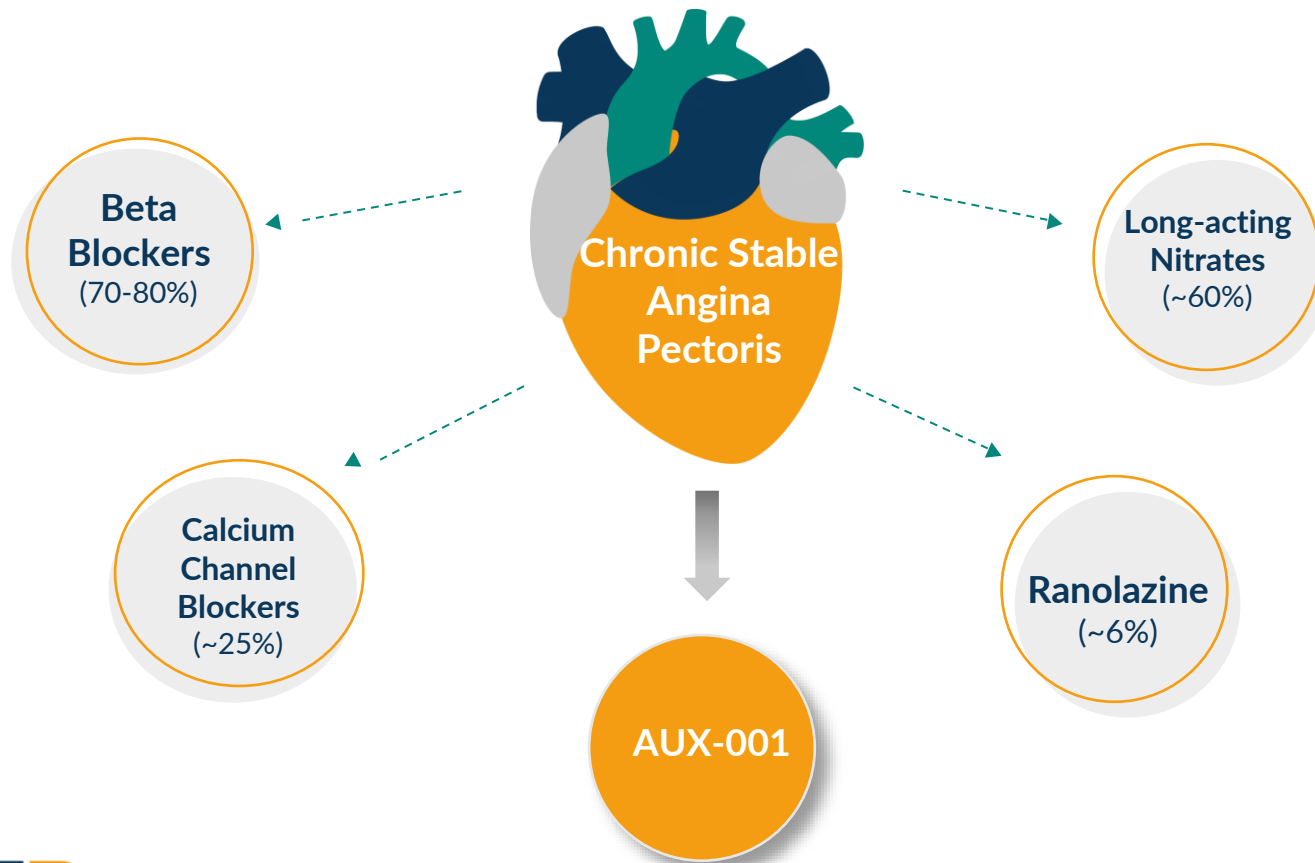 Beta
Blockers
(70-80%)
Chronic Stable
Angina
Pectoris
Long-acting
Nitrates
(~60%)
Calcium
Channel
Blockers
(~25%)
Ranolazine
(~6%)
AUX-001